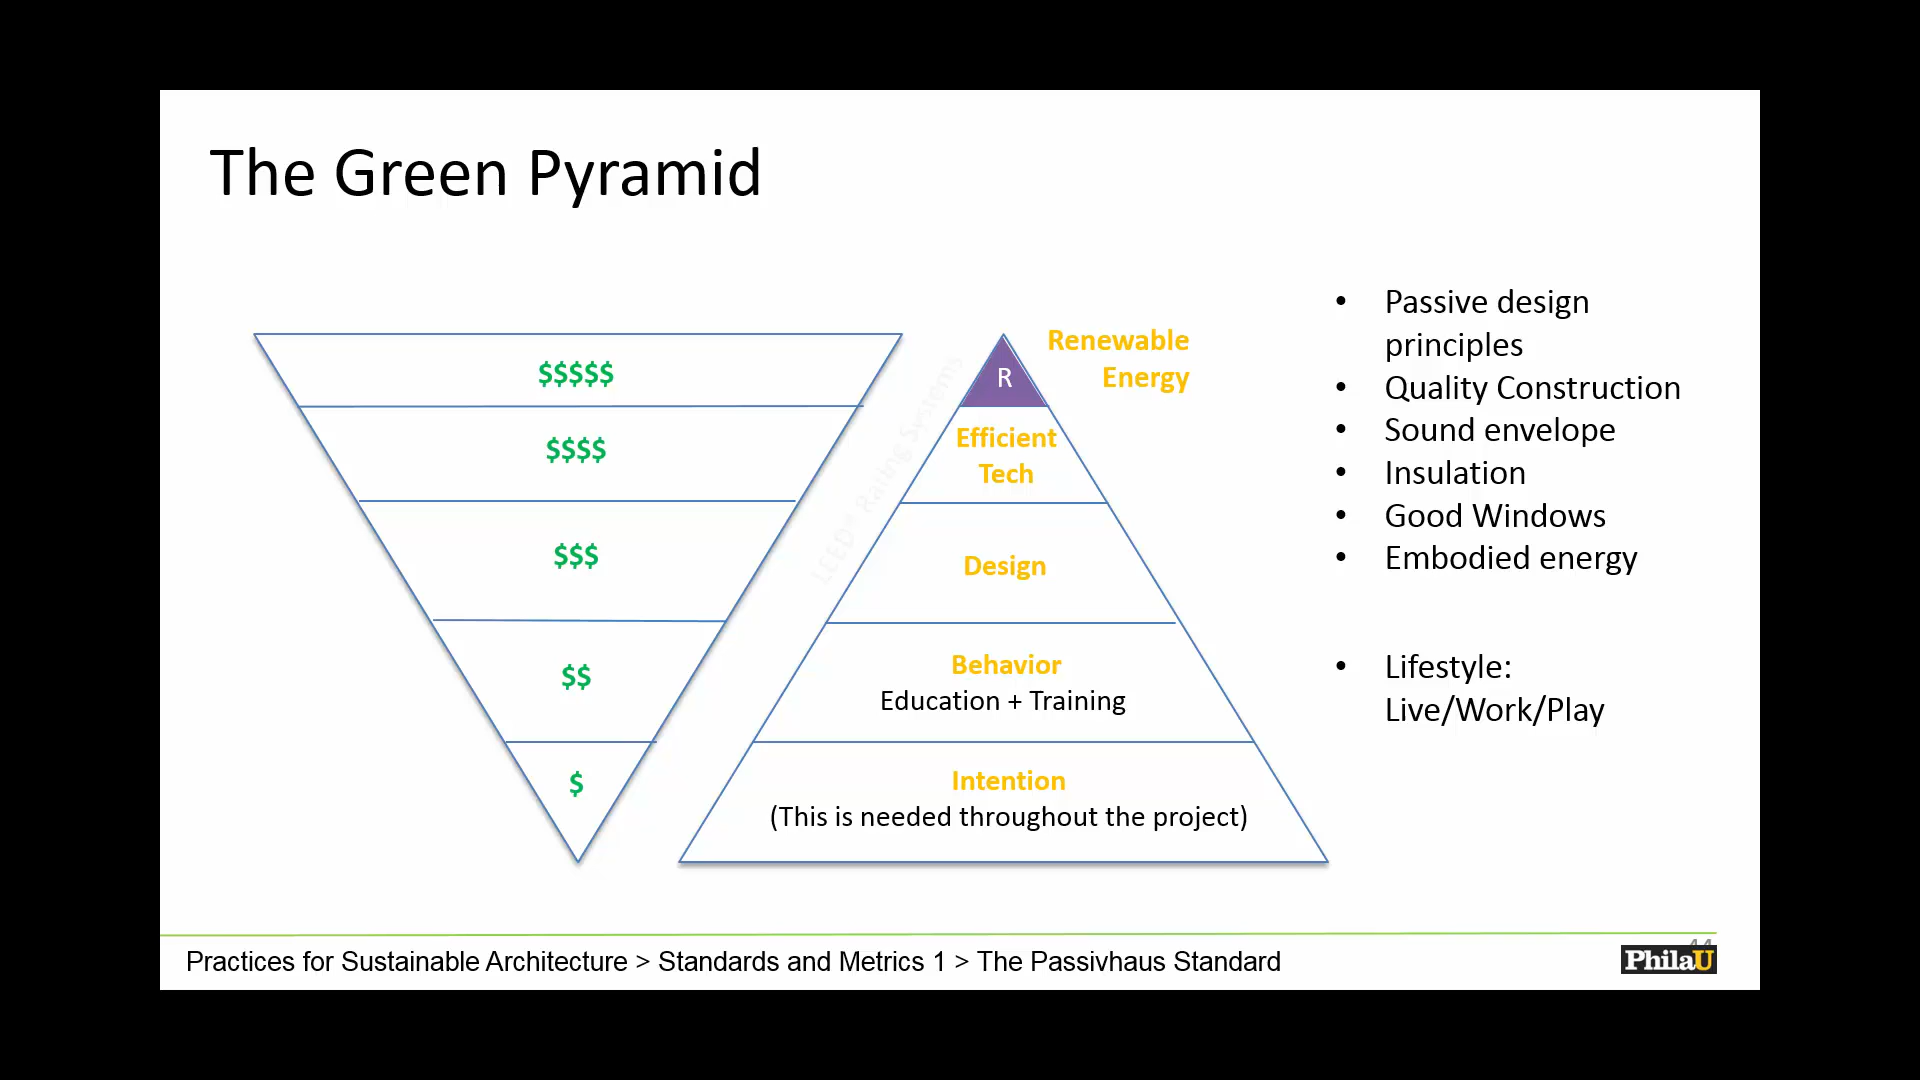 The Green Pyramid
$$$$$
$$$$
$$$
$$
$
Renewable
Energy
R
Efficient
Tech
Design
Behavior
Education + Training
Intention
(This is needed throughout the project)
• Passive design
principles
• Quality Construction
• Sound envelope
• Insulation
• Good Windows
• Embodied energy
• Lifestyle:
Live/Work/Play
Practices for Sustainable Architecture > Standards and Metrics 1 > The Passivhaus Standard
PhilaU